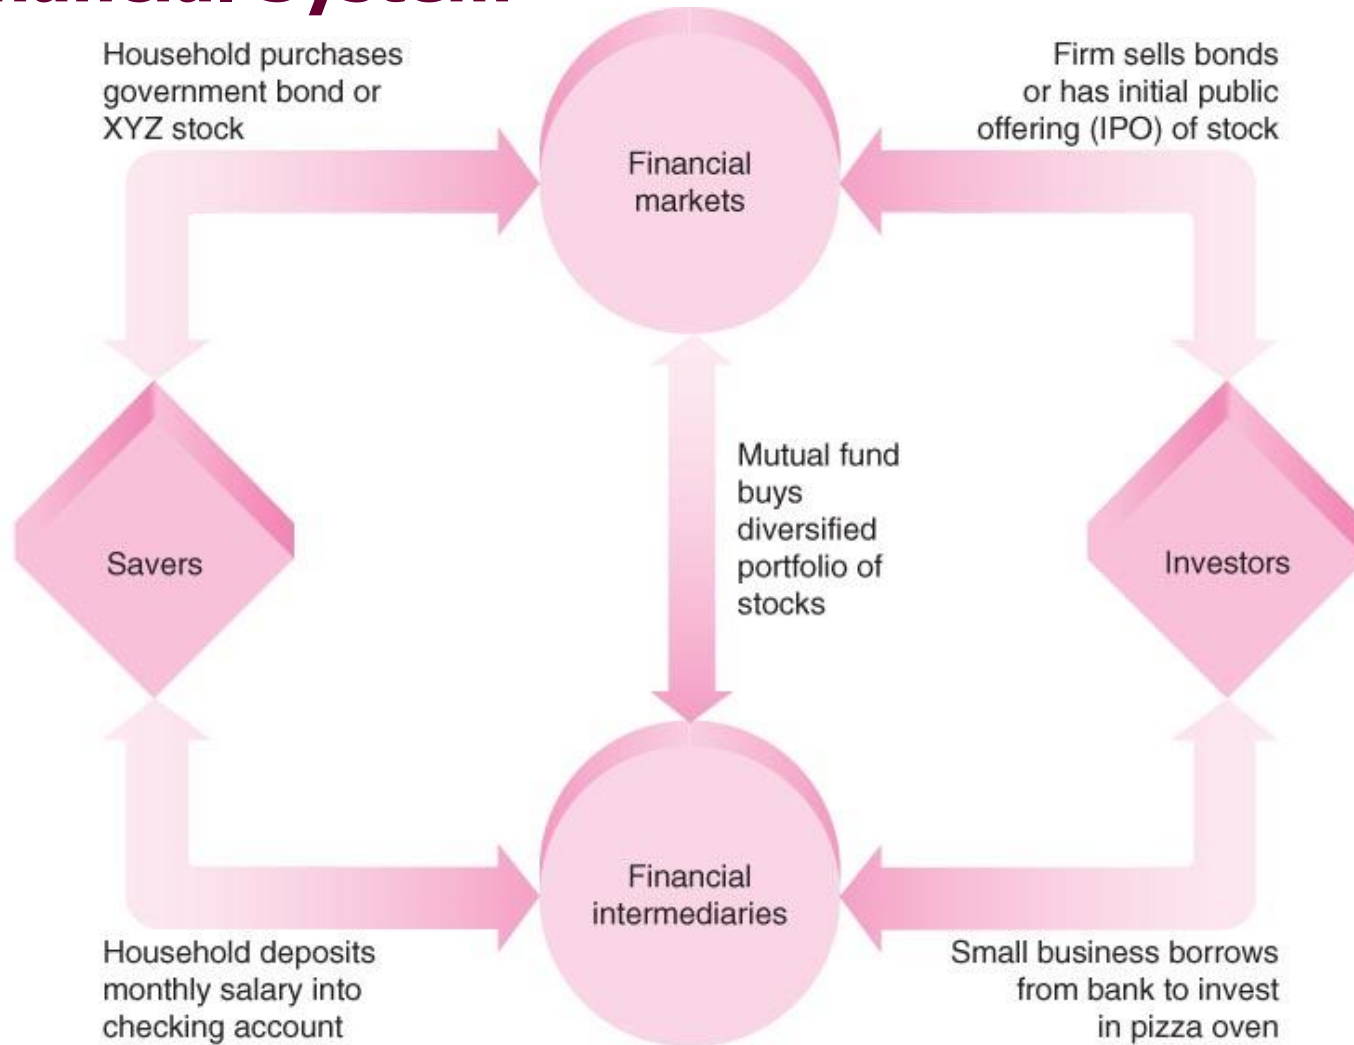 Household purchases
government bond or
XYZ stock
Firm sells bonds
or has initial public
offering (IPO) of stock
Financial
markets
Mutual fund
buys
diversified
portfolio of
stocks
Savers
Investors
Financial
intermediaries
Household deposits
monthly salary into
checking account
Small business borrows
from bank to invest
in pizza oven